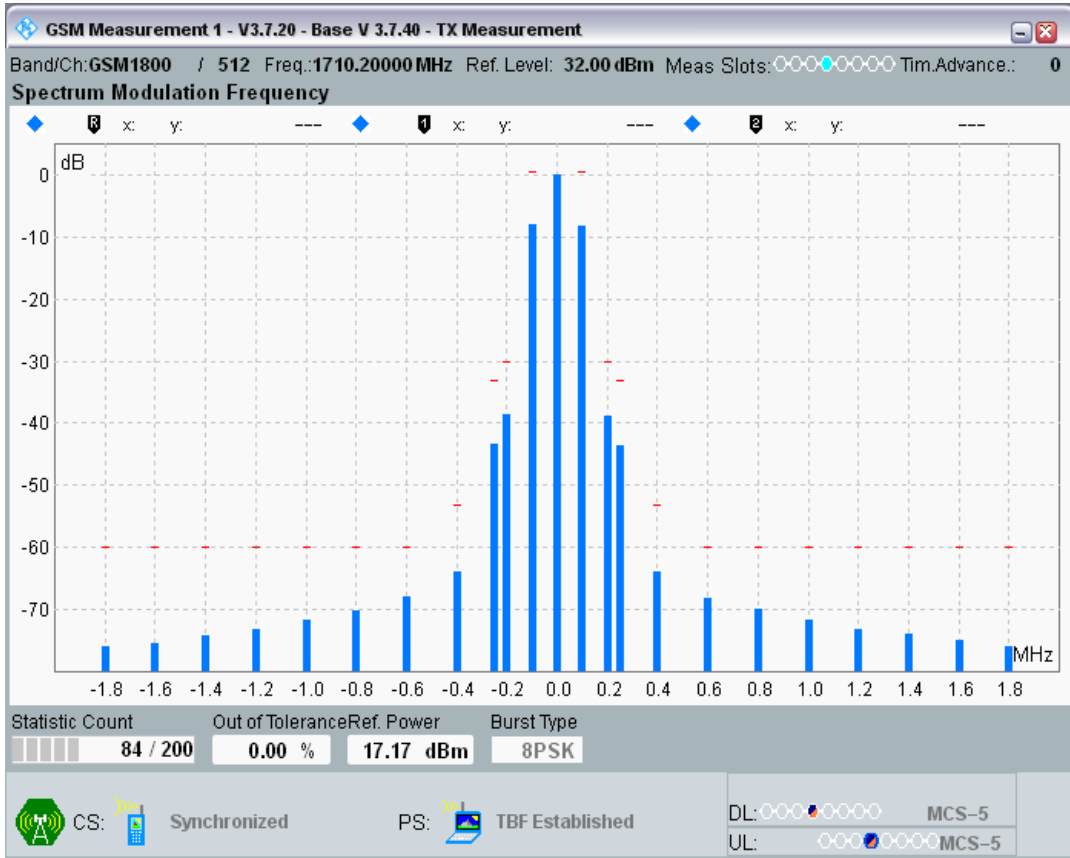 GSM Measurement 1 - V3.7.20 - Base V 3.7.40 - TX Measurement
Band/Ch:GSM1800 / 512 Freq.:1710.20000 MHz Ref. Level: 32.00 dBm Meas Slots: Tim.Advance.: 0
Spectrum Modulation Frequency
R x: y: --- 1 x: y: --- 2 x: y: ---
dB
0
-10
-20
-30
-40
-50
-60
-70
MHz
-1.8 -1.6 -1.4 -1.2 -1.0 -0.8 -0.6 -0.4 -0.2 0.0 0.2 0.4 0.6 0.8 1.0 1.2 1.4 1.6 1.8
Statistic Count Out of Tolerance Ref. Power Burst Type
84 / 200 0.00 % 17.17 dBm 8PSK
CS: Synchronized PS: TBF Established
DL: MCS-5
UL: MCS-5